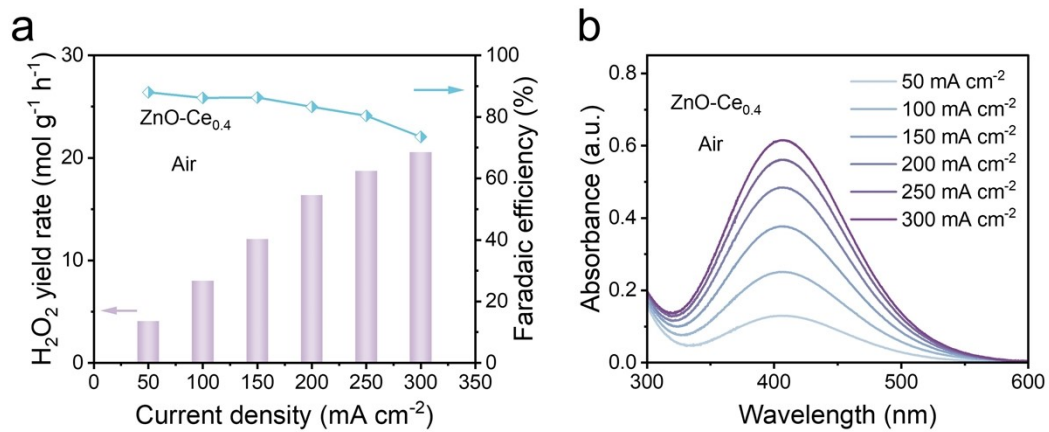 a
H₂O₂ yield rate (mol g⁻¹ h⁻¹)
30
20
10
0
ZnO-Ce₀.₄
Air
100
80
60
40
20
0
Faradaic efficiency (%)
0 50 100 150 200 250 300 350
Current density (mA cm⁻²)
b
Absorbance (a.u.)
0.8
0.6
0.4
0.2
0.0
ZnO-Ce₀.₄
Air
50 mA cm⁻²
100 mA cm⁻²
150 mA cm⁻²
200 mA cm⁻²
250 mA cm⁻²
300 mA cm⁻²
300 400 500 600
Wavelength (nm)